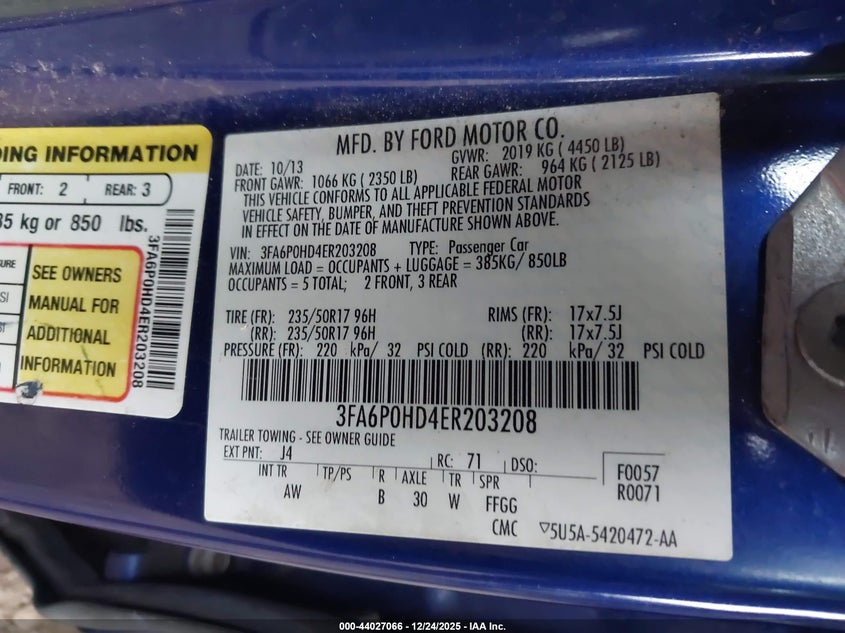 DING INFORMATION
FRONT: 2 REAR: 3
35 kg or 850 lbs.
SEE OWNERS
MANUAL FOR
ADDITIONAL
INFORMATION
3FA6P0HD4ER203208
MFD. BY FORD MOTOR CO.
DATE: 10/13 GVWR: 2019 KG ( 4450 LB)
FRONT GAWR: 1066 KG ( 2350 LB) REAR GAWR: 964 KG ( 2125 LB)
THIS VEHICLE CONFORMS TO ALL APPLICABLE FEDERAL MOTOR
VEHICLE SAFETY, BUMPER, AND THEFT PREVENTION STANDARDS
IN EFFECT ON THE DATE OF MANUFACTURE SHOWN ABOVE.
VIN: 3FA6P0HD4ER203208 TYPE: Passenger Car
MAXIMUM LOAD = OCCUPANTS + LUGGAGE = 385KG/ 850LB
OCCUPANTS = 5 TOTAL; 2 FRONT, 3 REAR
TIRE (FR): 235/50R17 96H RIMS (FR): 17x7.5J
(RR): 235/50R17 96H (RR): 17x7.5J
PRESSURE (FR): 220 kPa/ 32 PSI COLD (RR): 220 kPa/ 32 PSI COLD
3FA6P0HD4ER203208
TRAILER TOWING - SEE OWNER GUIDE
EXT PNT: J4 RC: 71 DSO:
F0057
R0071
INT TR TP/PS R AXLE TR SPR
AW B 30 W FFGG
CMC ▽5U5A-5420472-AA
000-44027066 - 12/24/2025 - IAA Inc.